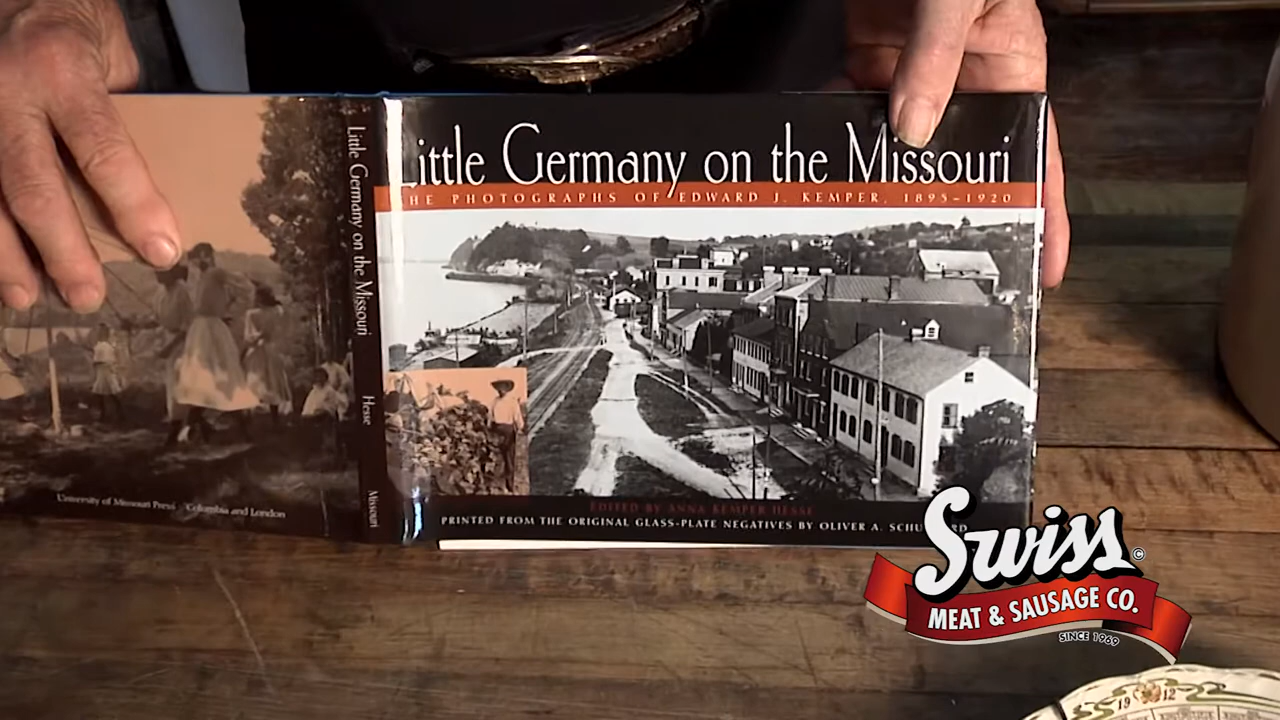 Little Germany on the Missouri
HE PHOTOGRAPHS OF EDWARD J. KEMPER, 1895–1920
EDITED BY ANNA KEMPER HESSE
PRINTED FROM THE ORIGINAL GLASS-PLATE NEGATIVES BY OLIVER A. SCHU RD
Little Germany on the Missouri
Hesse
Missouri
University of Missouri Press Columbia and London
Swiss ©
MEAT & SAUSAGE CO.
SINCE 1969
1912